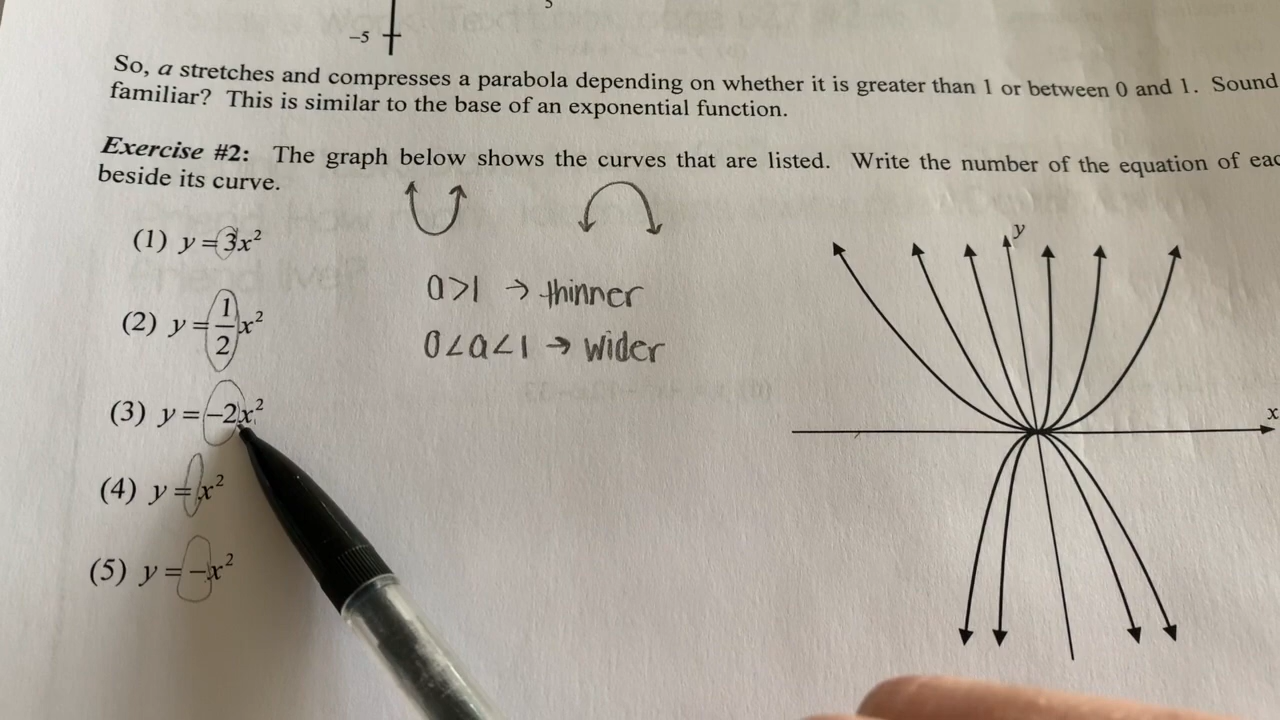 5
-5
So, a stretches and compresses a parabola depending on whether it is greater than 1 or between 0 and 1. Sound
familiar? This is similar to the base of an exponential function.
Exercise #2: The graph below shows the curves that are listed. Write the number of the equation of eac
beside its curve.
(1) y=3x²
(2) y=1/2x²
(3) y=-2x²
(4) y=x²
(5) y=-x²
a>1 → thinner
0<a<1 → wider
y
x